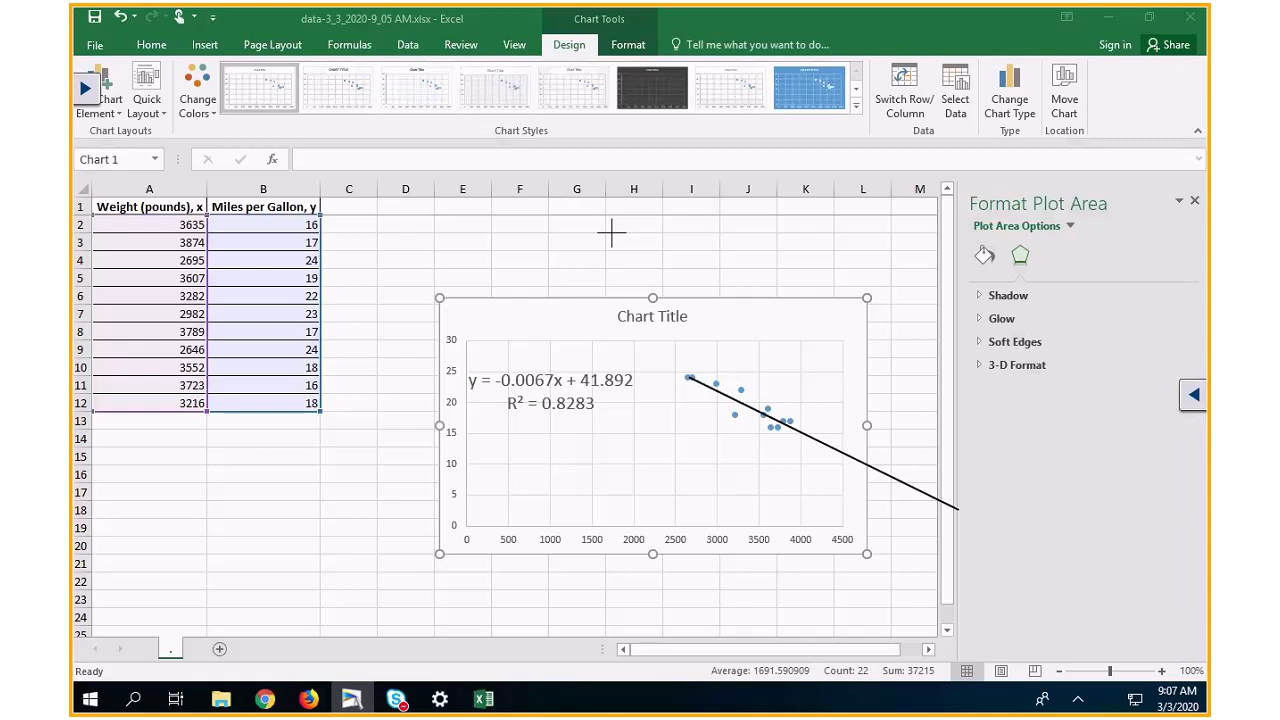 data-3_3_2020-9_05 AM.xlsx - Excel
Chart Tools
File Home Insert Page Layout Formulas Data Review View Design Format Tell me what you want to do... Sign in Share
Chart Element
Quick Layout
Change Colors
Switch Row/ Column
Select Data
Change Chart Type
Move Chart
Chart Layouts Chart Styles Data Type Location
Chart 1 fx
A B C D E F G H I J K L M
1 Weight (pounds), x Miles per Gallon, y
2 3635 16
3 3874 17
4 2695 24
5 3607 19
6 3282 22
7 2982 23
8 3789 17
9 2646 24
10 3552 18
11 3723 16
12 3216 18
13
14
15
16
17
18
19
20
21
22
23
24
25
Chart Title
30
25
20
15
10
5
0
y = -0.0067x + 41.892
R² = 0.8283
0 500 1000 1500 2000 2500 3000 3500 4000 4500
Format Plot Area
Plot Area Options
Shadow
Glow
Soft Edges
3-D Format
.
Ready Average: 1691.590909 Count: 22 Sum: 37215 100%
9:07 AM
3/3/2020